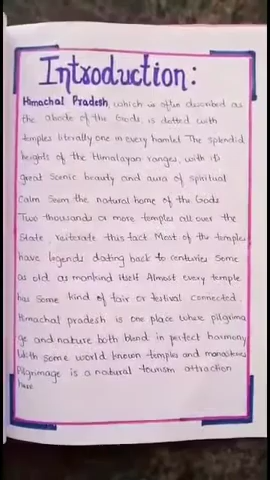 Introduction:
Himachal Pradesh, which is often described as
the abode of the Gods, is dotted with
temples literally one in every hamlet The splendid
heights of the Himalayan ranges, with its
great scenic beauty and aura of spiritual
calm seem the natural home of the Gods
Two thousands or more temples all over the
State, reiterate this fact. Most of the temples
have legends dating back to centuries some
as old as mankind itself Almost every temple
has some kind of fair or festival connected.
Himachal pradesh is one place where pilgrima
ge and nature both blend in perfect harmony
With some world known temples and monasteries
pilgrimage is a natural tourism attraction
here